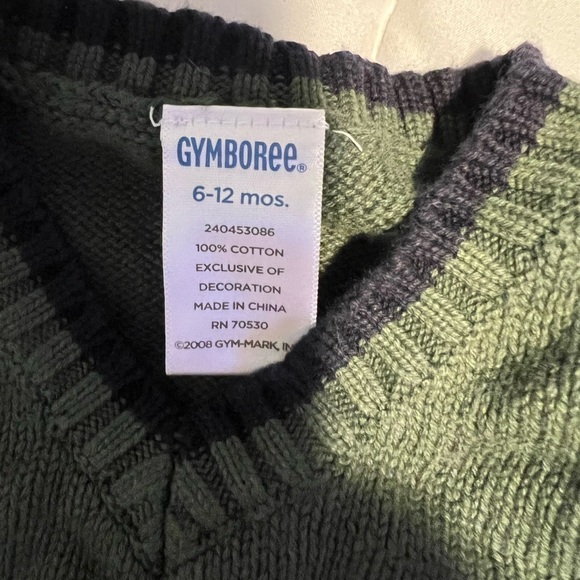 GYMBOREE®
6-12 mos.
240453086
100% COTTON
EXCLUSIVE OF
DECORATION
MADE IN CHINA
RN 70530
©2008 GYM-MARK, IN